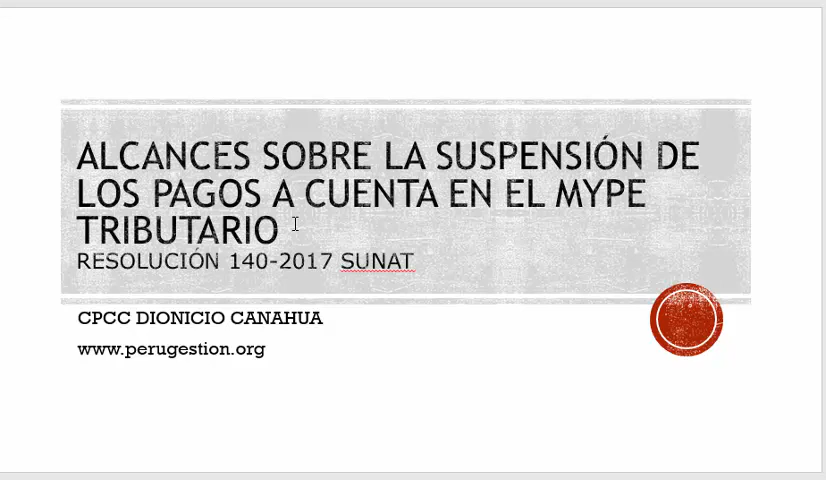 ALCANCES SOBRE LA SUSPENSIÓN DE
LOS PAGOS A CUENTA EN EL MYPE
TRIBUTARIO
RESOLUCIÓN 140-2017 SUNAT
CPCC DIONICIO CANAHUA
www.perugestion.org